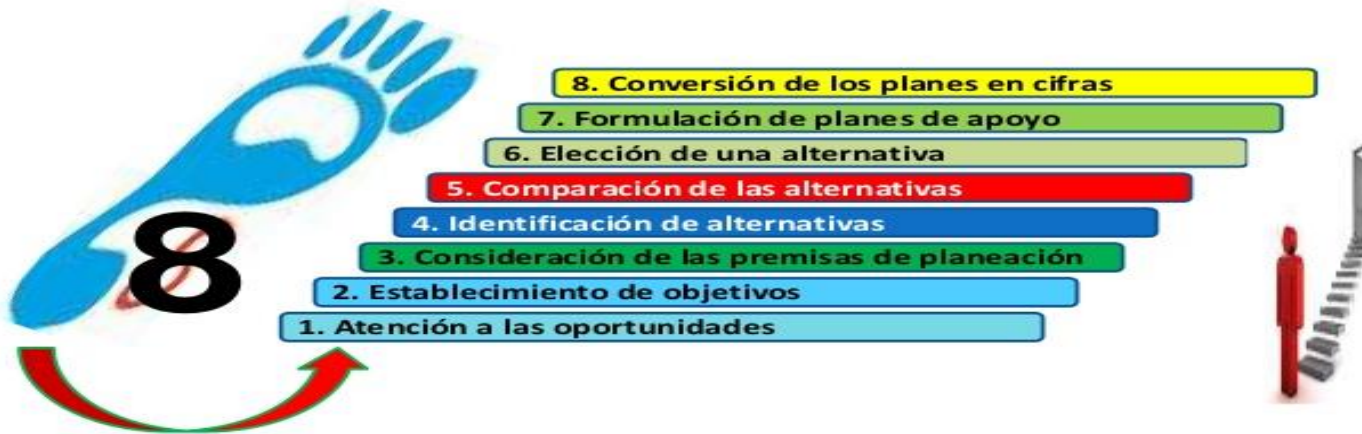 8
8. Conversión de los planes en cifras
7. Formulación de planes de apoyo
6. Elección de una alternativa
5. Comparación de las alternativas
4. Identificación de alternativas
3. Consideración de las premisas de planeación
2. Establecimiento de objetivos
1. Atención a las oportunidades